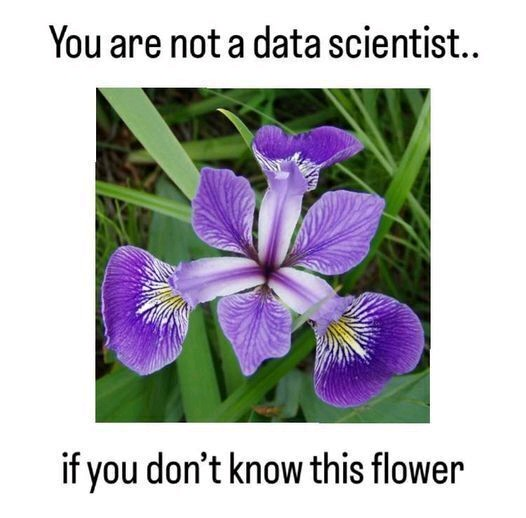 You are not a data scientist..
if you don't know this flower